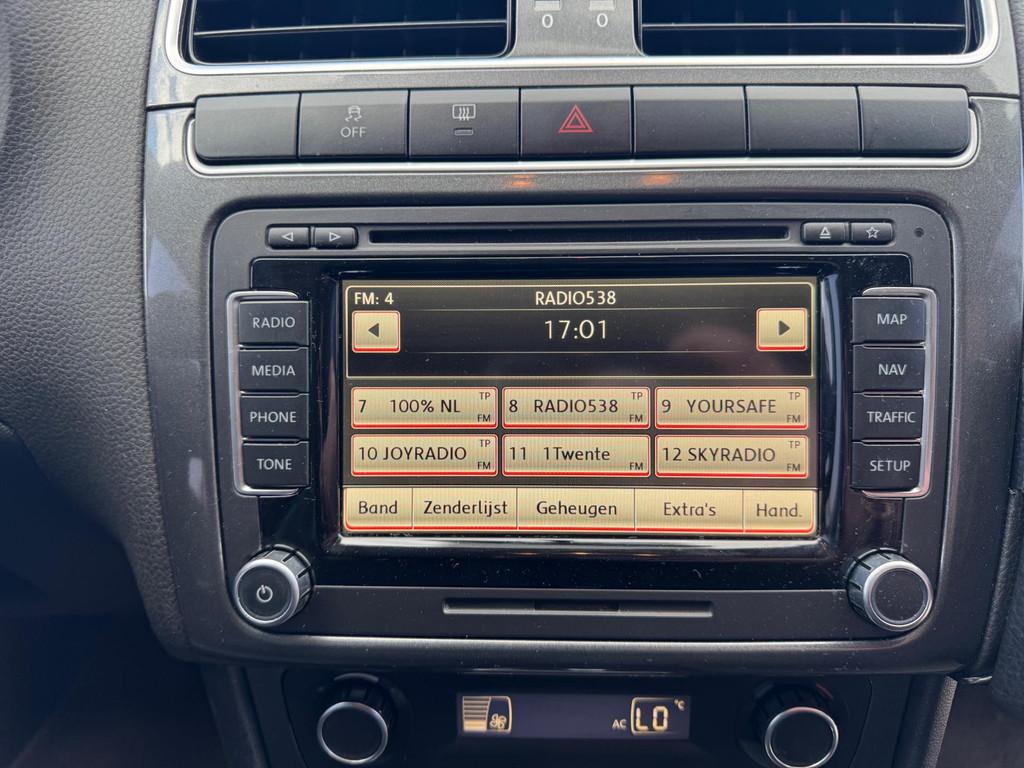 0 0
OFF
FM: 4 RADIO538
17:01
RADIO
MEDIA
PHONE
TONE
MAP
NAV
TRAFFIC
SETUP
7 100% NL TP FM 8 RADIO538 TP FM 9 YOURSAFE TP FM
10 JOYRADIO TP FM 11 1Twente FM 12 SKYRADIO TP FM
Band Zenderlijst Geheugen Extra's Hand.
AC LO °C